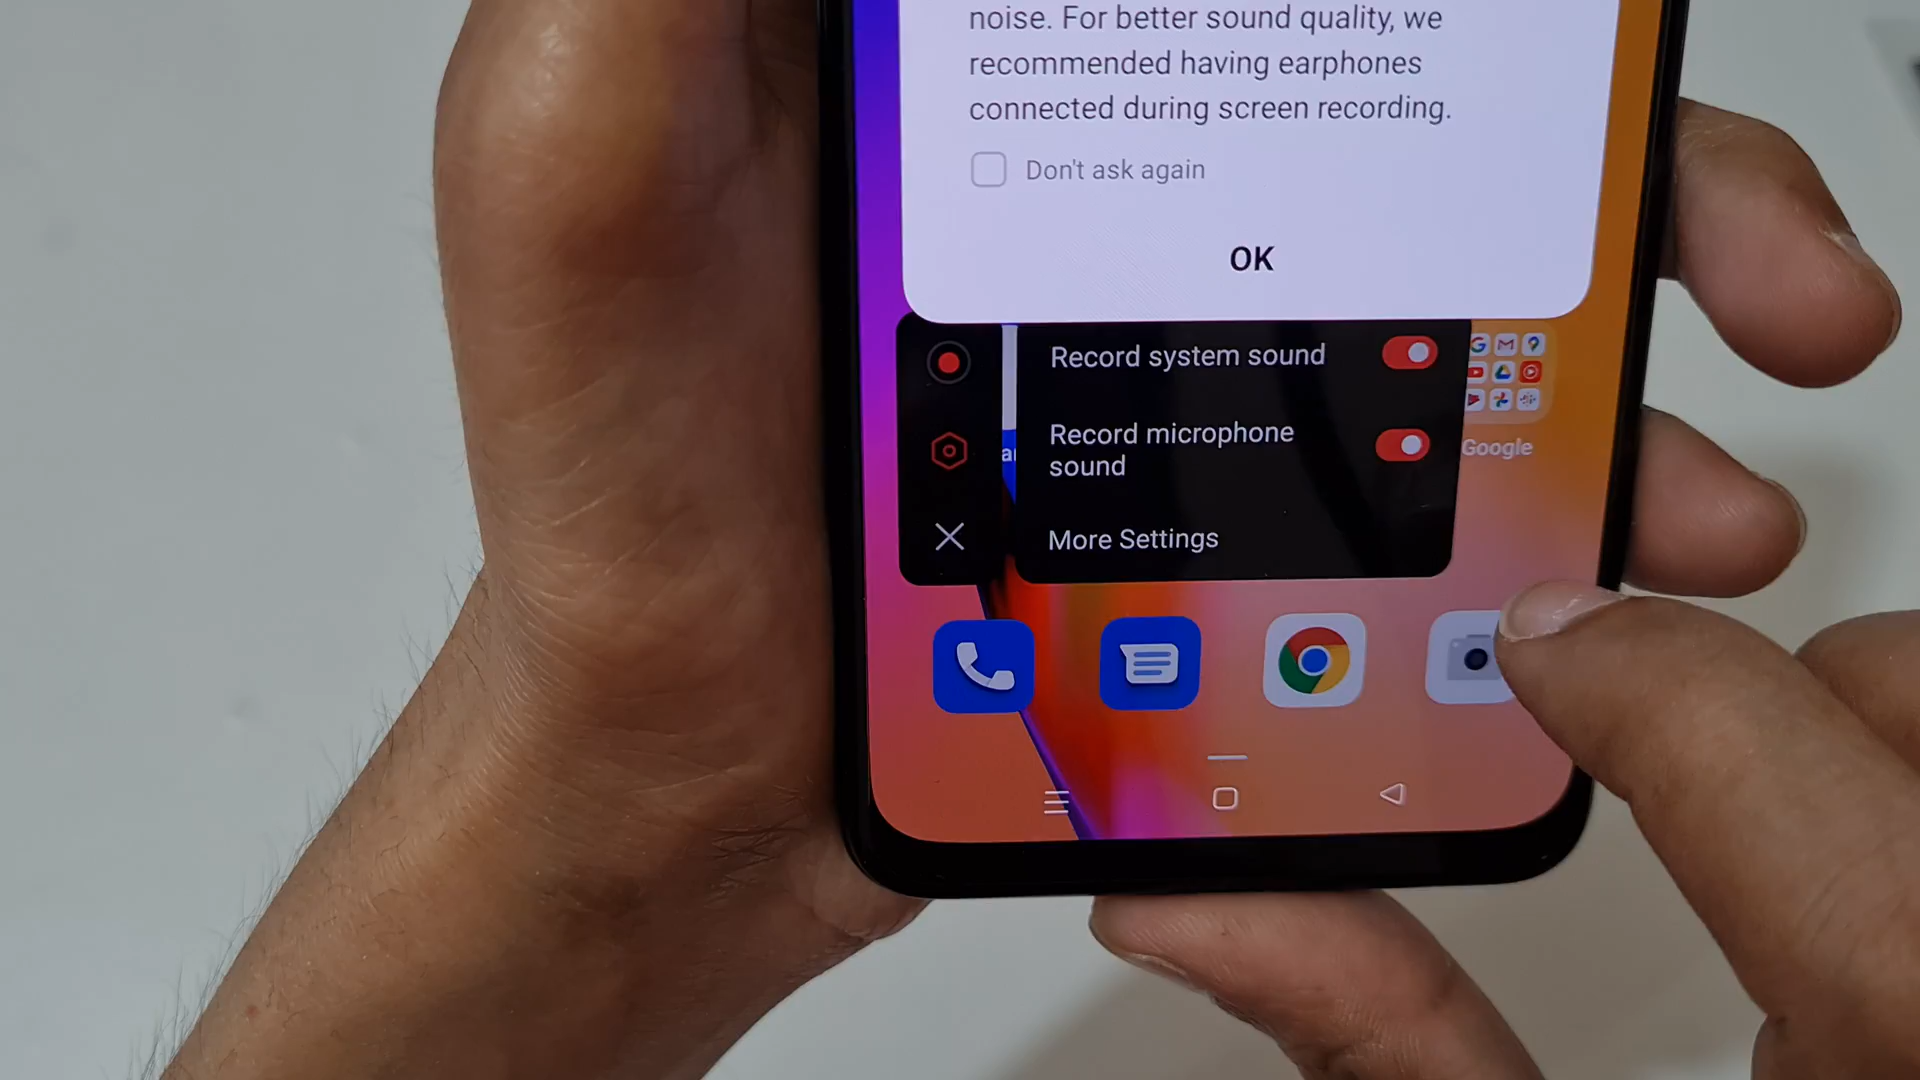 noise. For better sound quality, we
recommended having earphones
connected during screen recording.
Don't ask again
OK
Record system sound
Record microphone
sound
More Settings
Google